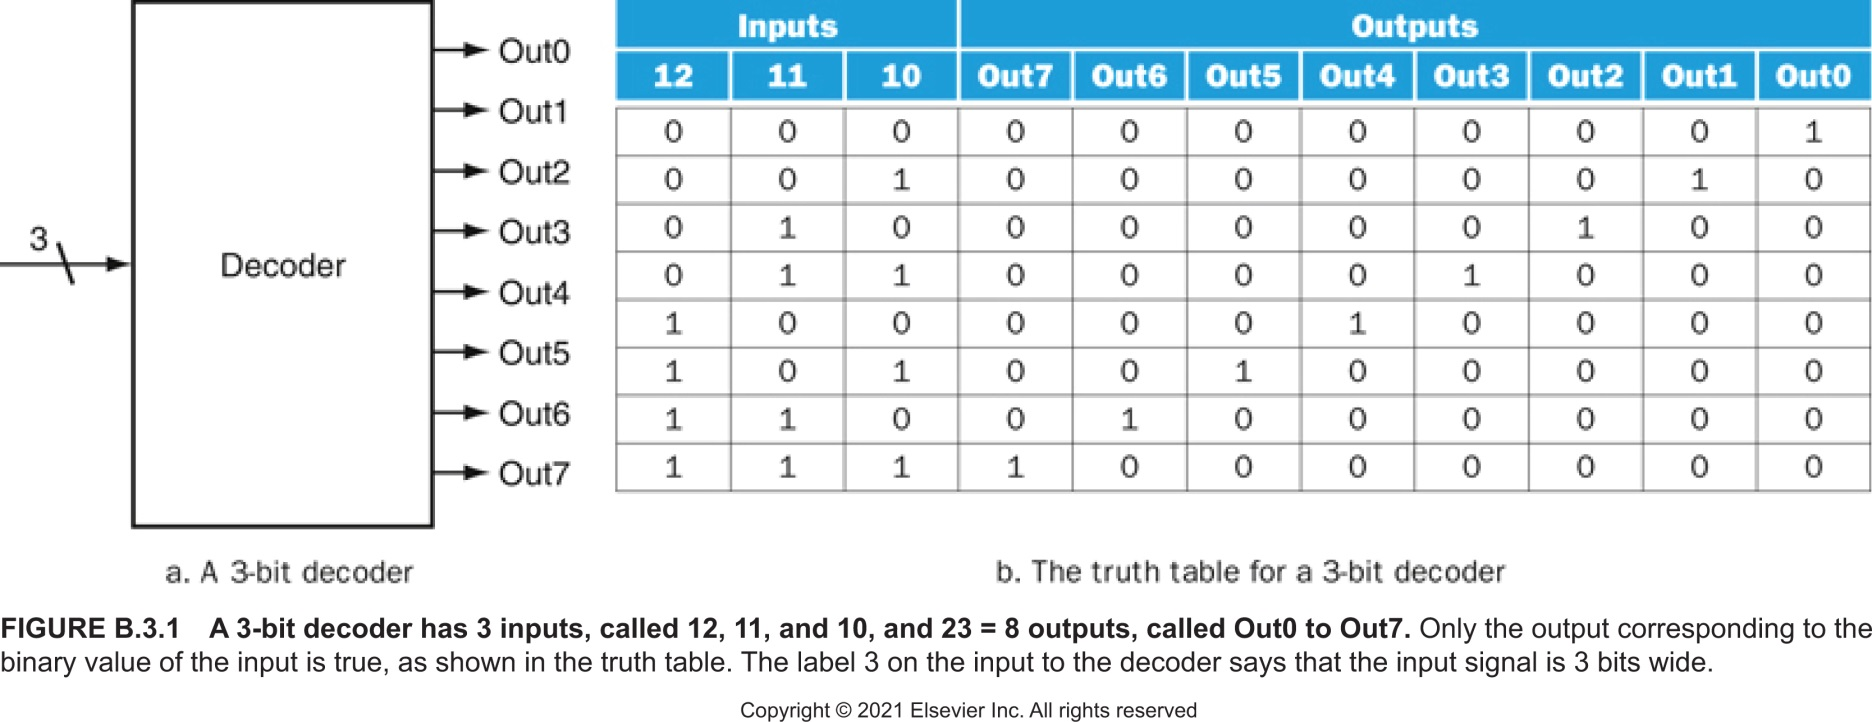 Out0
Out1
Out2
Out3
3
Decoder
Out4
Out5
Out6
Out7
a. A 3-bit decoder
Inputs Outputs
12 11 10 Out7 Out6 Out5 Out4 Out3 Out2 Out1 Out0
0 0 0 0 0 0 0 0 0 0 1
0 0 1 0 0 0 0 0 0 1 0
0 1 0 0 0 0 0 0 1 0 0
0 1 1 0 0 0 0 1 0 0 0
1 0 0 0 0 0 1 0 0 0 0
1 0 1 0 0 1 0 0 0 0 0
1 1 0 0 1 0 0 0 0 0 0
1 1 1 1 0 0 0 0 0 0 0
b. The truth table for a 3-bit decoder
FIGURE B.3.1 A 3-bit decoder has 3 inputs, called 12, 11, and 10, and 23 = 8 outputs, called Out0 to Out7. Only the output corresponding to the
binary value of the input is true, as shown in the truth table. The label 3 on the input to the decoder says that the input signal is 3 bits wide.
Copyright © 2021 Elsevier Inc. All rights reserved